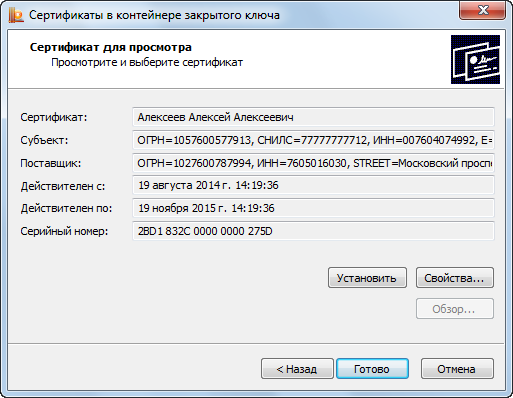 Сертификаты в контейнере закрытого ключа
Сертификат для просмотра
Просмотрите и выберите сертификат
Сертификат: Алексеев Алексей Алексеевич
Субъект: ОГРН=1057600577913, СНИЛС=77777777712, ИНН=007604074992, E=
Поставщик: ОГРН=1027600787994, ИНН=7605016030, STREET=Московский просп
Действителен с: 19 августа 2014 г. 14:19:36
Действителен по: 19 ноября 2015 г. 14:19:36
Серийный номер: 2BD1 832C 0000 0000 275D
Установить Свойства...
Обзор...
< Назад Готово Отмена